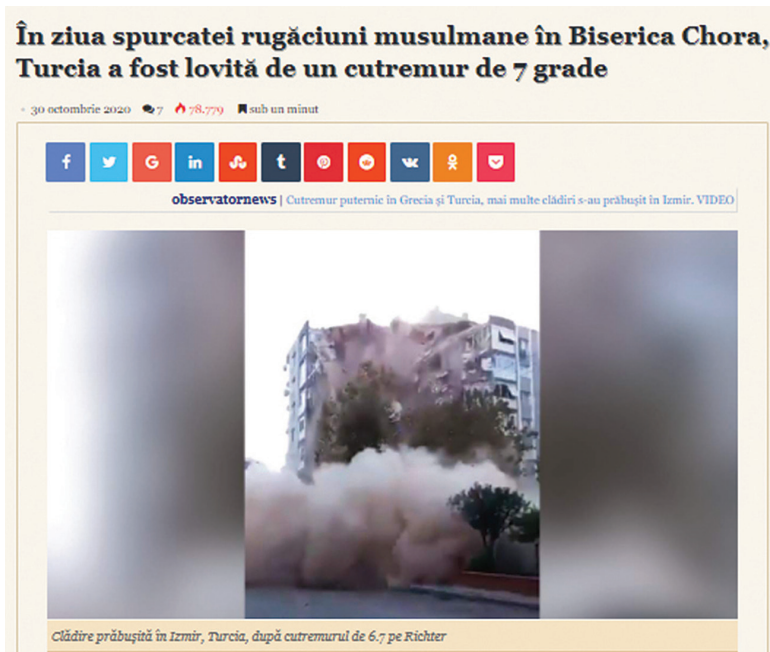 În ziua spurcatei rugăciuni musulmane în Biserica Chora,
Turcia a fost lovită de un cutremur de 7 grade
30 octombrie 2020 7 78.779 sub un minut
f G in t vk
observatornews | Cutremur puternic în Grecia și Turcia, mai multe clădiri s-au prăbușit în Izmir. VIDEO
Clădire prăbușită în Izmir, Turcia, după cutremurul de 6.7 pe Richter